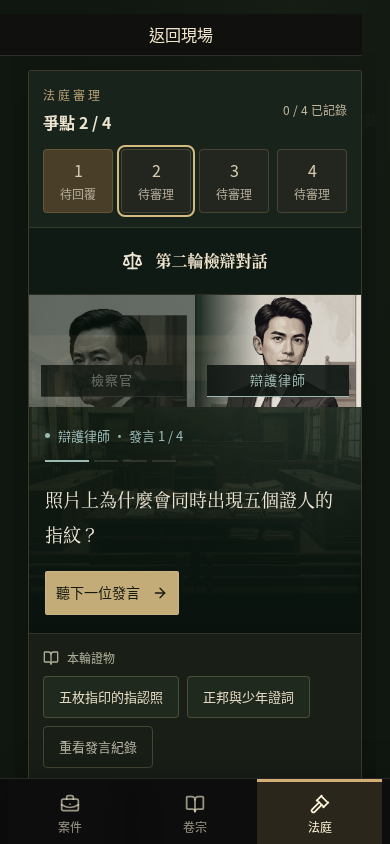 返回現場
法庭審理
爭點 2 / 4
0 / 4 已記錄
1
待回覆
2
待審理
3
待審理
4
待審理
第二輪檢辯對話
檢察官
辯護律師
辯護律師 · 發言 1 / 4
照片上為什麼會同時出現五個證人的
指紋？
聽下一位發言
本輪證物
五枚指印的指認照
正邦與少年證詞
重看發言紀錄
案件
卷宗
法庭